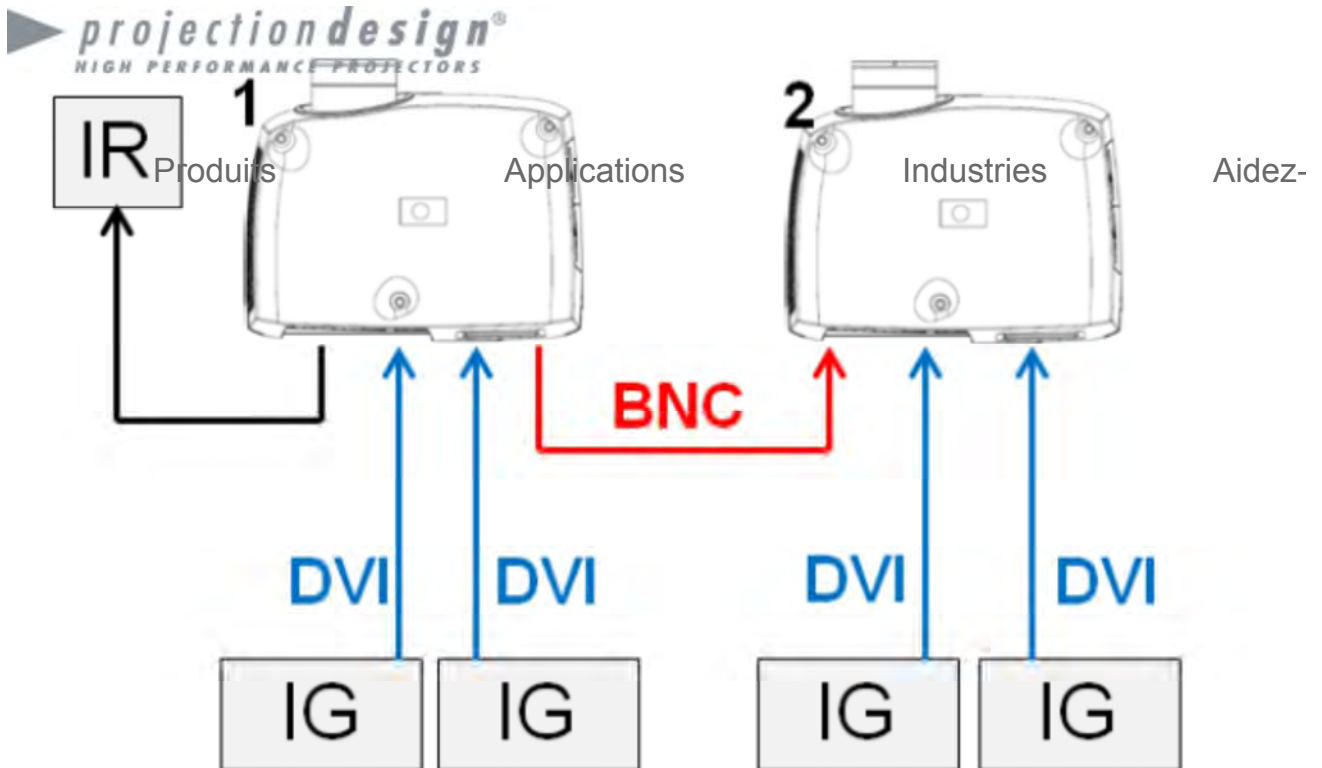 projectiondesign®
HIGH PERFORMANCE PROJECTORS
1
2
IR
Produits Applications Industries Aidez-
BNC
DVI DVI DVI DVI
IG IG IG IG